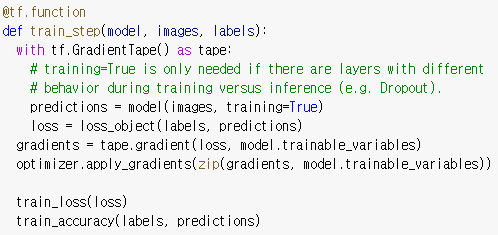 @tf.function
def train_step(model, images, labels):
  with tf.GradientTape() as tape:
    # training=True is only needed if there are layers with different
    # behavior during training versus inference (e.g. Dropout).
    predictions = model(images, training=True)
    loss = loss_object(labels, predictions)
  gradients = tape.gradient(loss, model.trainable_variables)
  optimizer.apply_gradients(zip(gradients, model.trainable_variables))

  train_loss(loss)
  train_accuracy(labels, predictions)